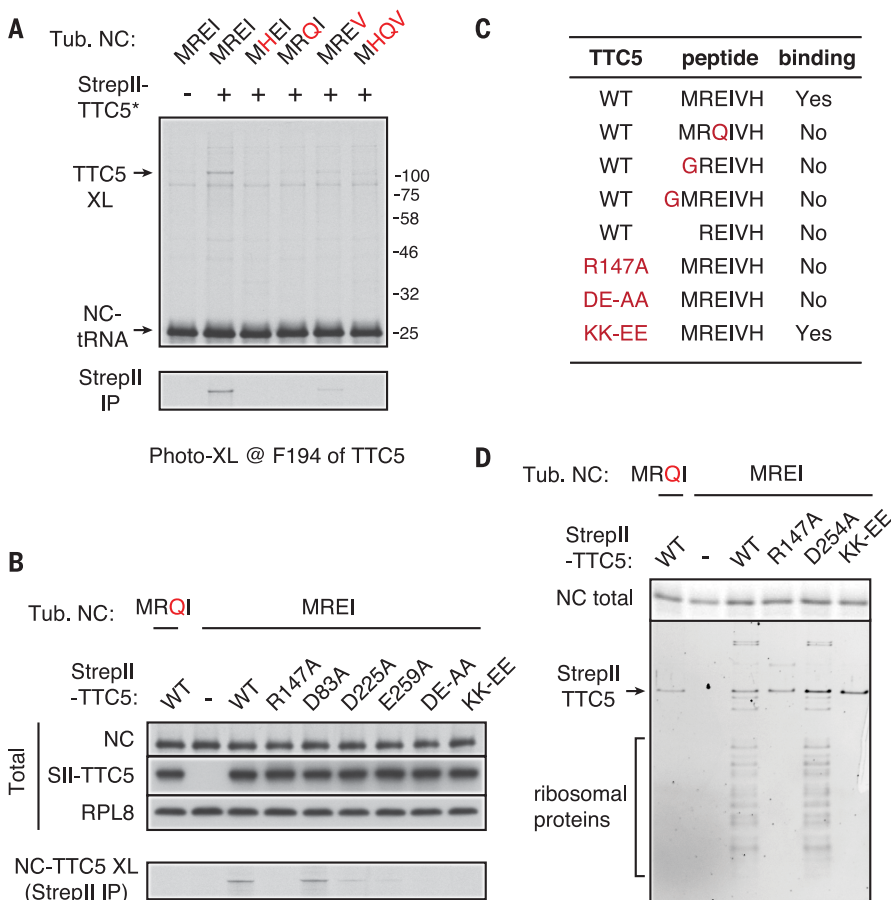 A
Tub. NC: MREI MREI MHEI MRQI MREV MHQV
StrepII-
TTC5* - + + + + +
TTC5
XL
-100
-75
-58
-46
-32
-25
NC-
tRNA
StrepII
IP
Photo-XL @ F194 of TTC5
B
Tub. NC: MRQI MREI
StrepII
-TTC5: WT - WT R147A D83A D225A E259A DE-AA KK-EE
Total
NC
SII-TTC5
RPL8
NC-TTC5 XL
(StrepII IP)
C
TTC5 peptide binding
WT MREIVH Yes
WT MRQIVH No
WT GREIVH No
WT GMREIVH No
WT REIVH No
R147A MREIVH No
DE-AA MREIVH No
KK-EE MREIVH Yes
D
Tub. NC: MRQI MREI
StrepII
-TTC5: WT - WT R147A D254A KK-EE
NC total
StrepII
TTC5
ribosomal
proteins